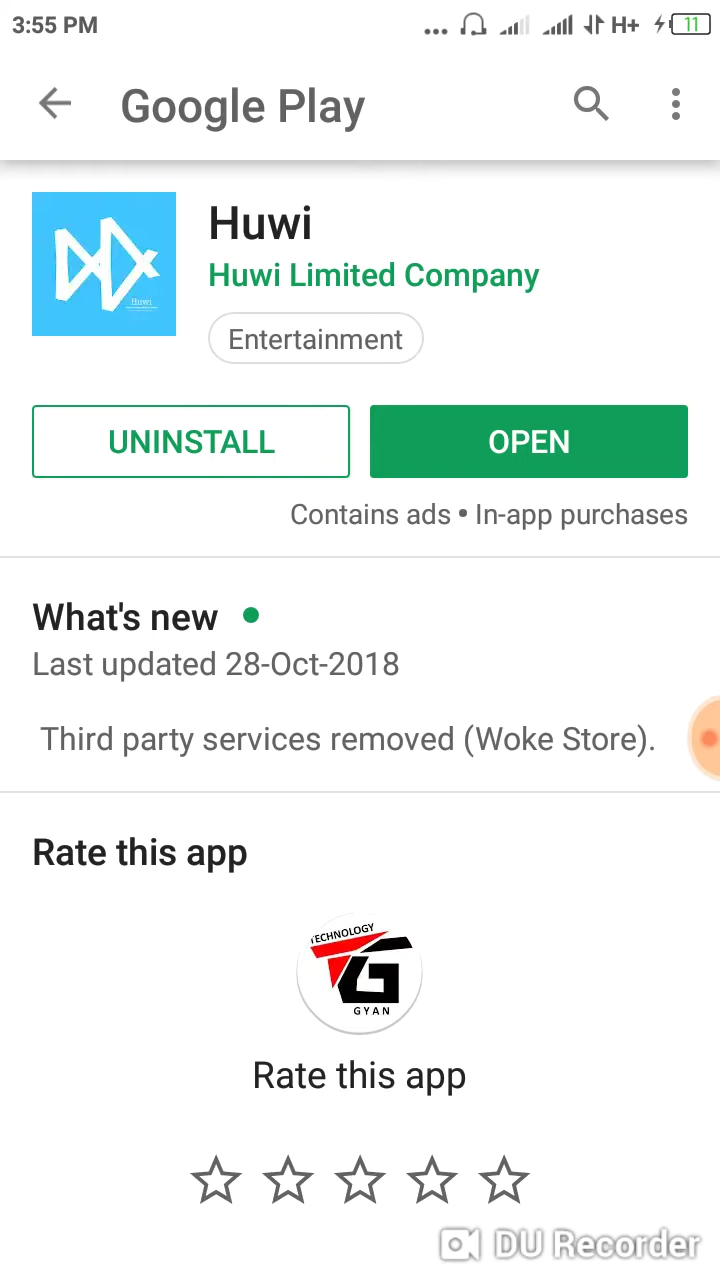 3:55 PM
... H+ 11
Google Play
Huwi
Huwi Limited Company
Huwi
Entertainment
UNINSTALL
OPEN
Contains ads • In-app purchases
What's new
Last updated 28-Oct-2018
Third party services removed (Woke Store).
Rate this app
TECHNOLOGY
TG
GYAN
Rate this app
DU Recorder